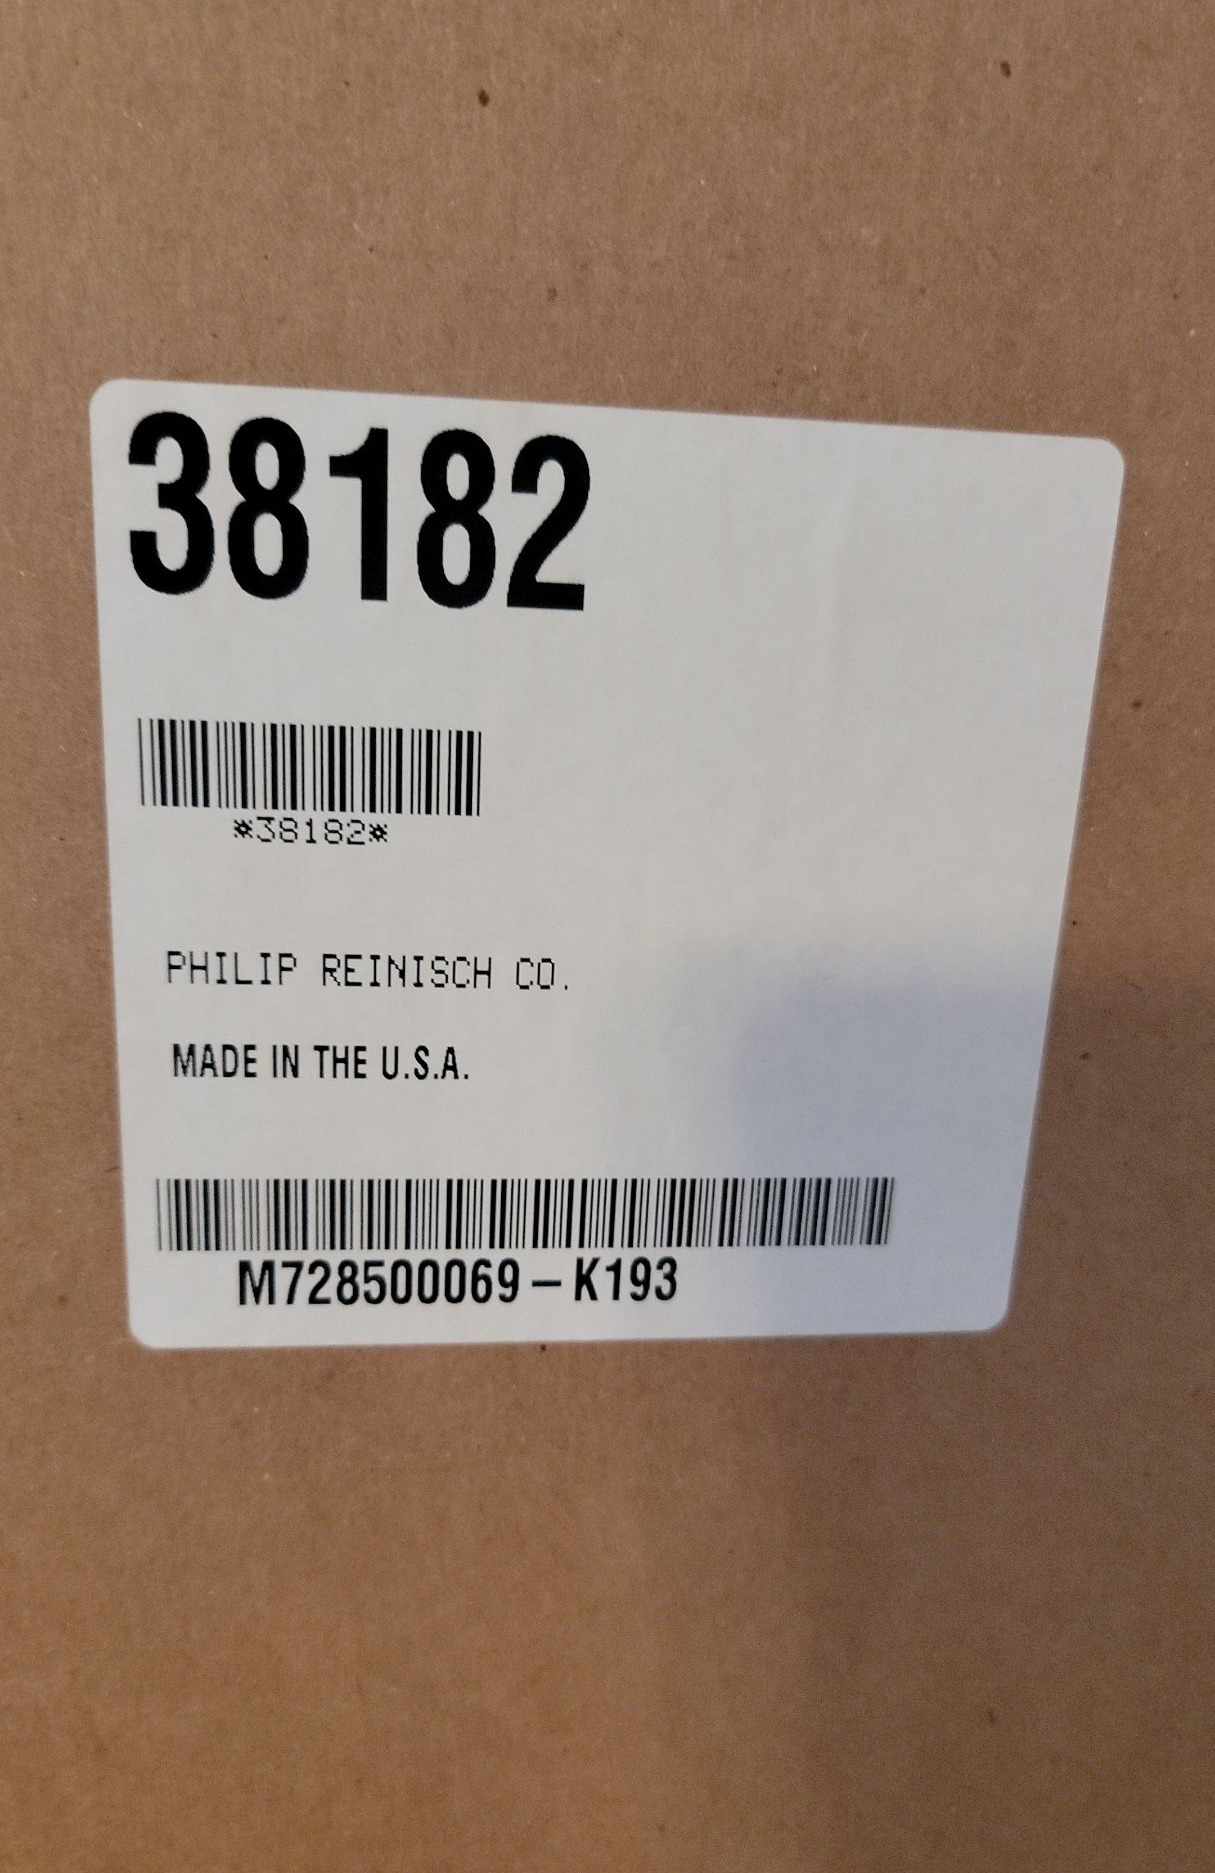 38182
*38182*
PHILIP REINISCH CO.
MADE IN THE U.S.A.
M728500069-K193